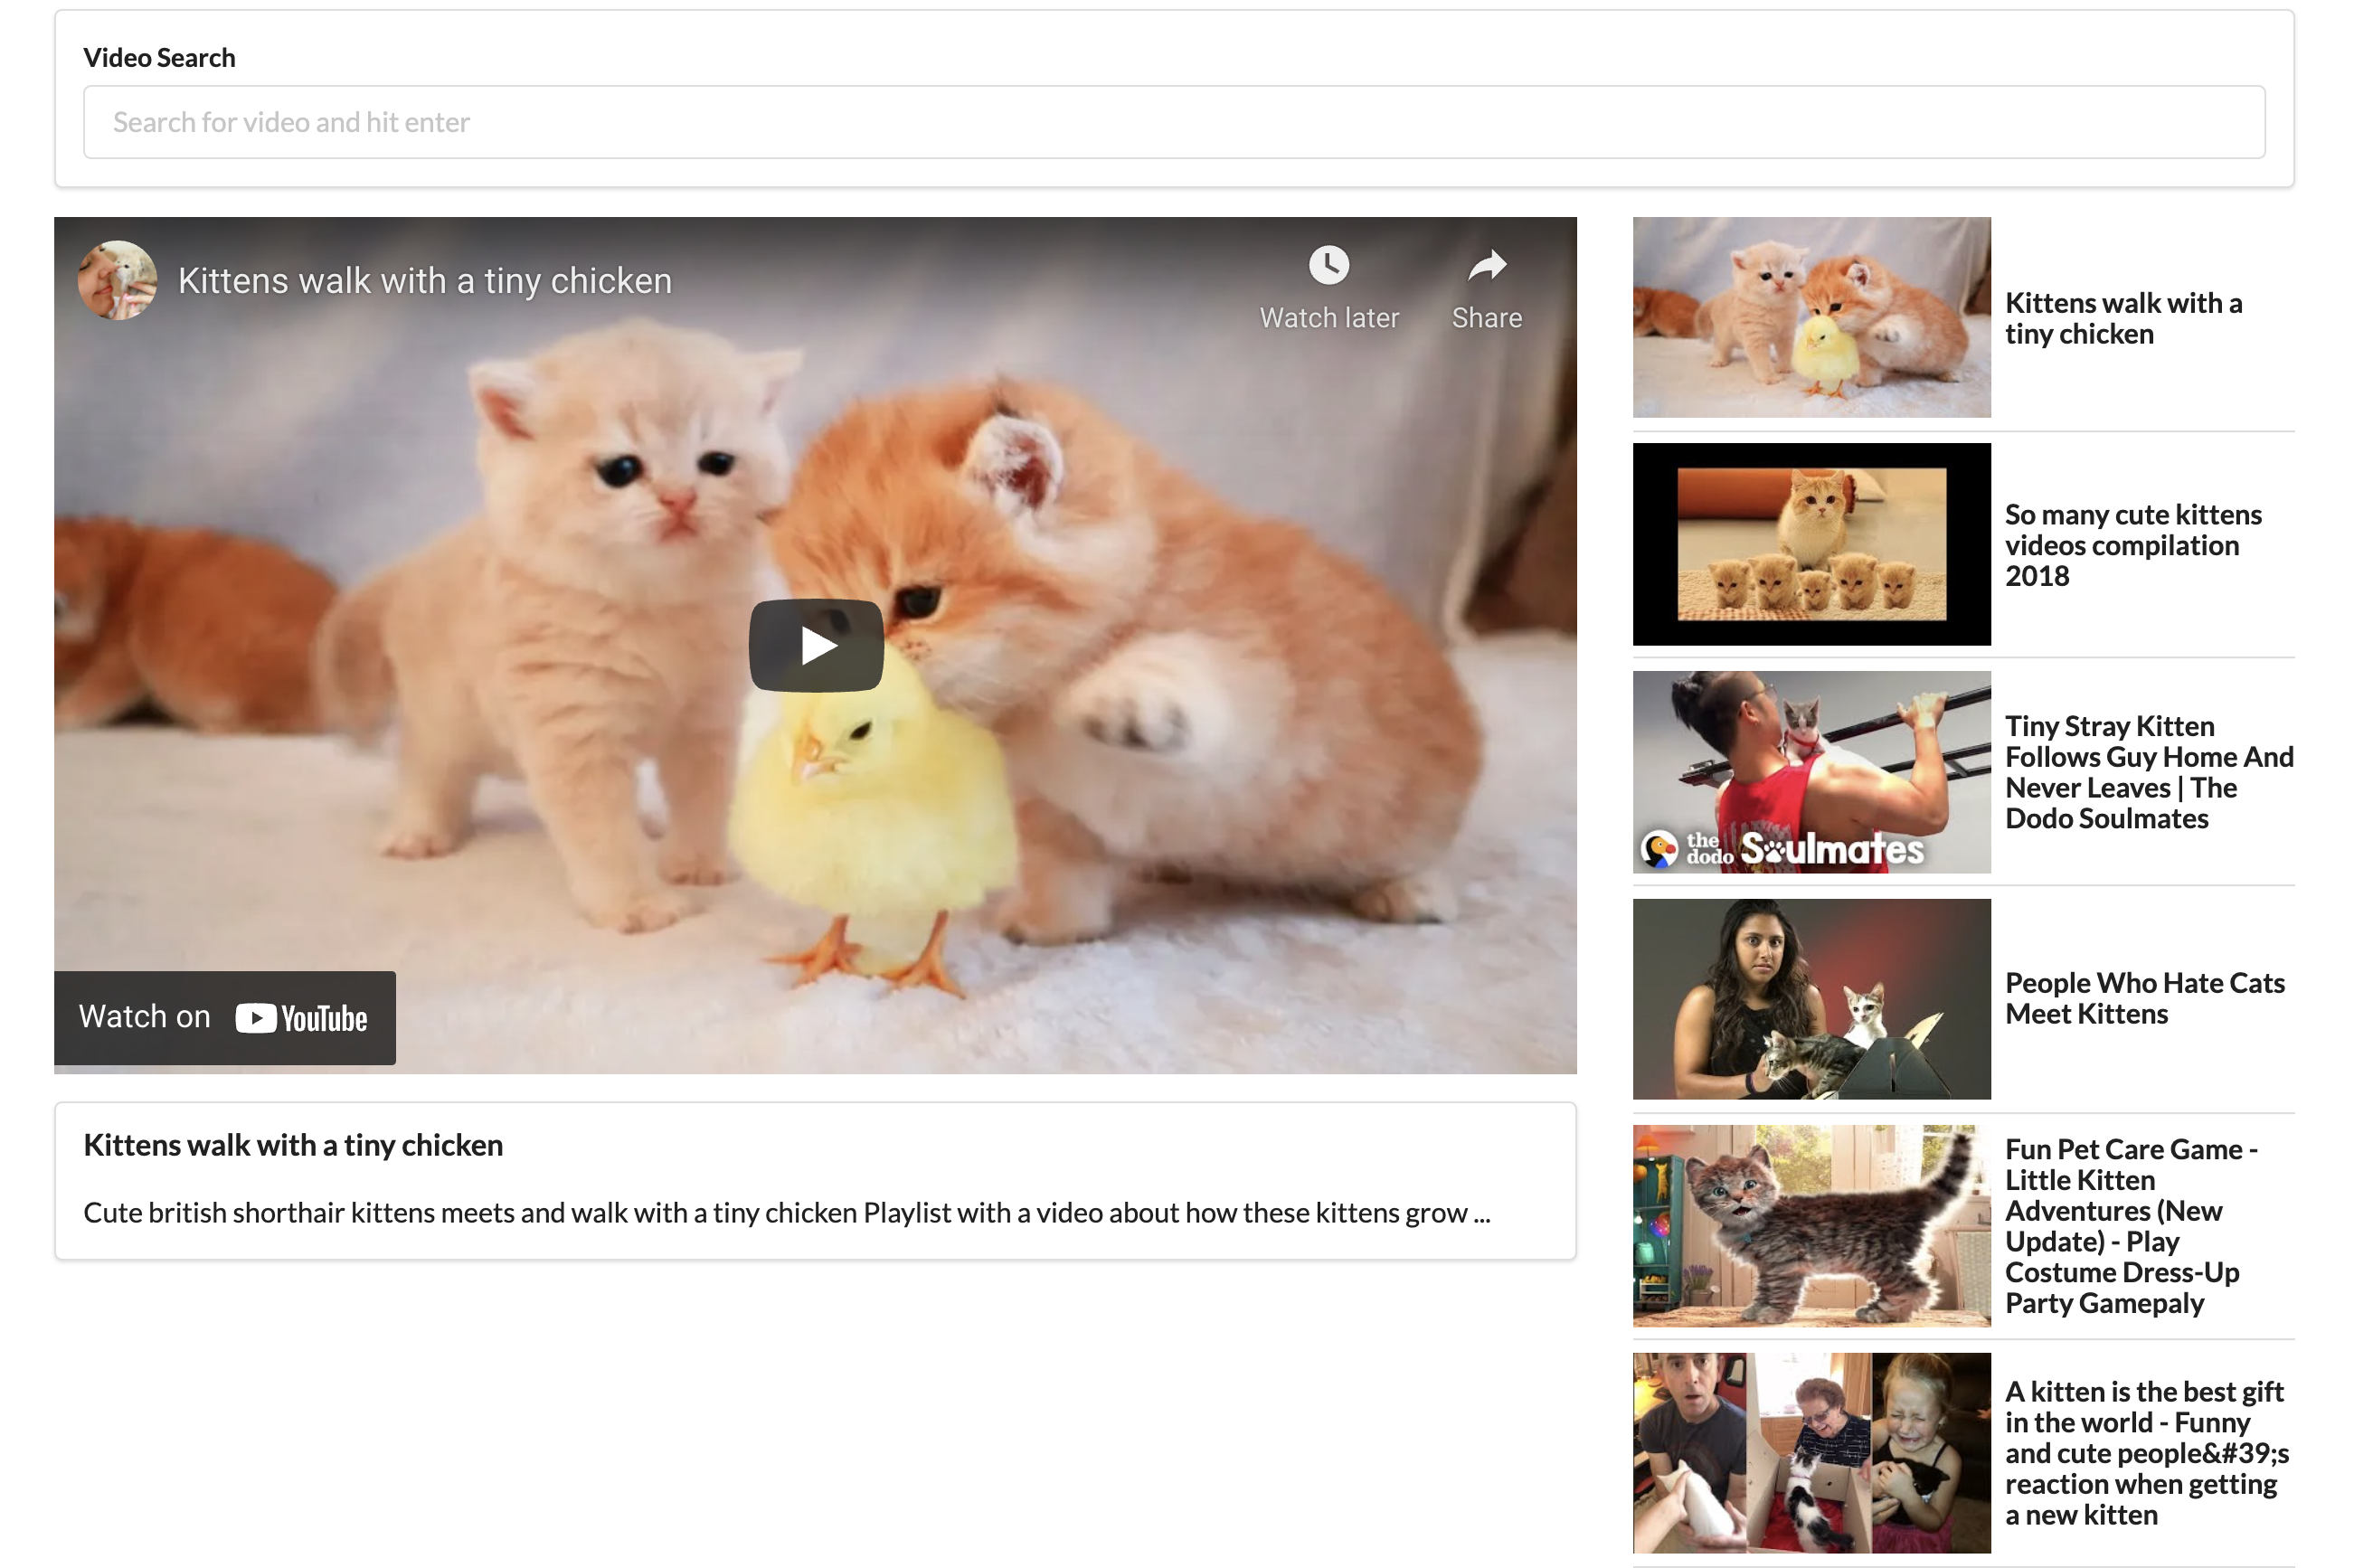 Video Search
Search for video and hit enter
Kittens walk with a tiny chicken
Watch later
Share
Watch on YouTube
Kittens walk with a tiny chicken
Cute british shorthair kittens meets and walk with a tiny chicken Playlist with a video about how these kittens grow ...
Kittens walk with a
tiny chicken
So many cute kittens
videos compilation
2018
the
dodo Soulmates
Tiny Stray Kitten
Follows Guy Home And
Never Leaves | The
Dodo Soulmates
People Who Hate Cats
Meet Kittens
Fun Pet Care Game -
Little Kitten
Adventures (New
Update) - Play
Costume Dress-Up
Party Gamepaly
A kitten is the best gift
in the world - Funny
and cute people&#39;s
reaction when getting
a new kitten